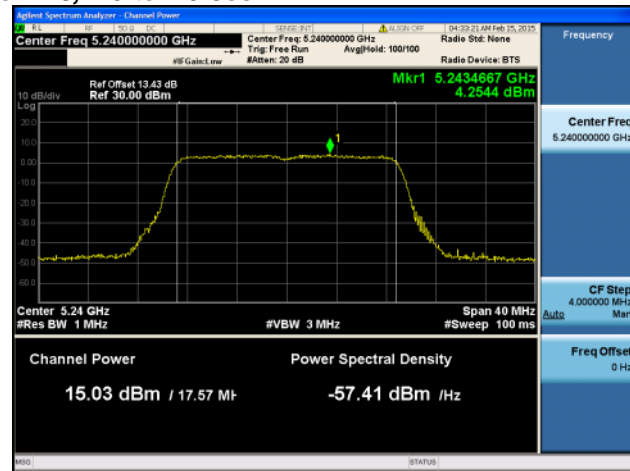 Agilent Spectrum Analyzer - Channel Power
RL RF 50 Ω DC SENSE:INT ALIGN OFF 04:33:21 AM Feb 15, 2015
Center Freq 5.240000000 GHz Center Freq: 5.240000000 GHz Radio Std: None
Trig: Free Run Avg|Hold: 100/100
#IFGain:Low #Atten: 20 dB Radio Device: BTS
Ref Offset 13.43 dB Mkr1 5.2434667 GHz
10 dB/div Ref 30.00 dBm 4.2544 dBm
Log
20.0
10.0
0.00
-10.0
-20.0
-30.0
-40.0
-50.0
-60.0
1
Center 5.24 GHz Span 40 MHz
#Res BW 1 MHz #VBW 3 MHz #Sweep 100 ms
Channel Power Power Spectral Density
15.03 dBm / 17.57 MH -57.41 dBm /Hz
MSG STATUS
Frequency
Center Freq
5.240000000 GHz
CF Step
4.000000 MHz
Auto Man
Freq Offset
0 Hz